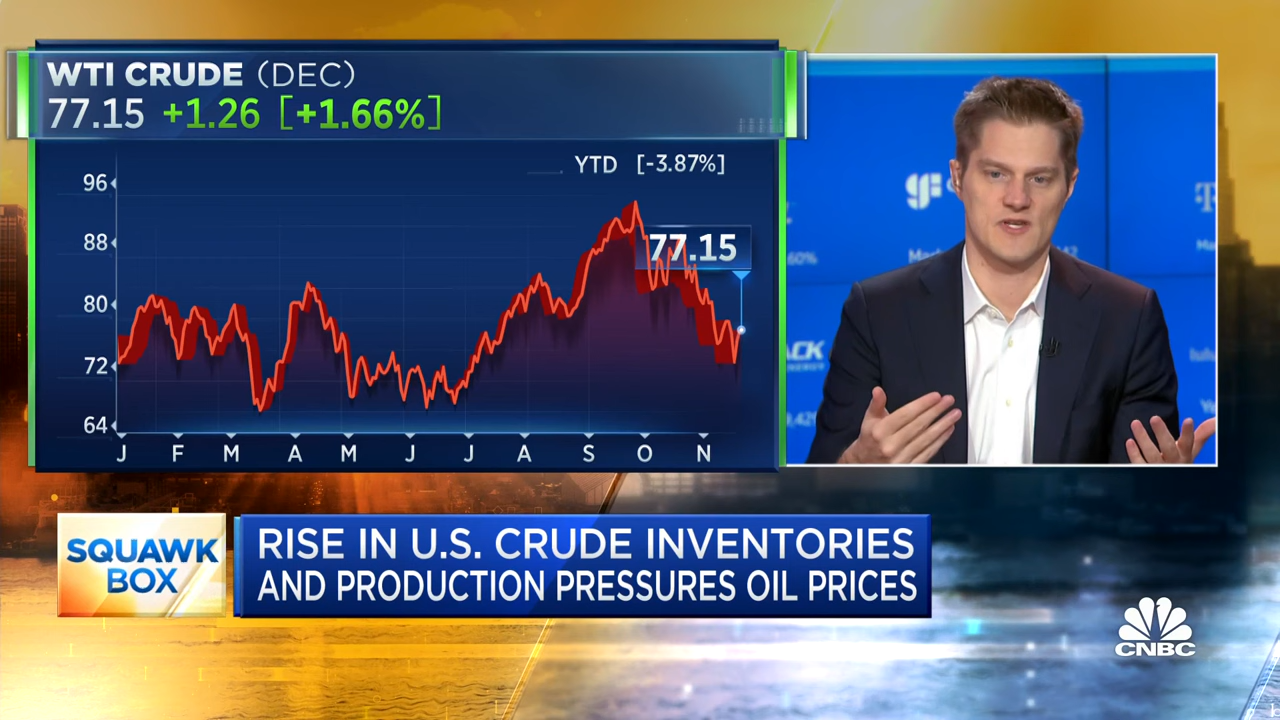 WTI CRUDE (DEC)
77.15 +1.26 [+1.66%]
YTD [-3.87%]
96
88
80
72
64
77.15
J F M A M J J A S O N
SQUAWK
BOX
RISE IN U.S. CRUDE INVENTORIES
AND PRODUCTION PRESSURES OIL PRICES
CNBC